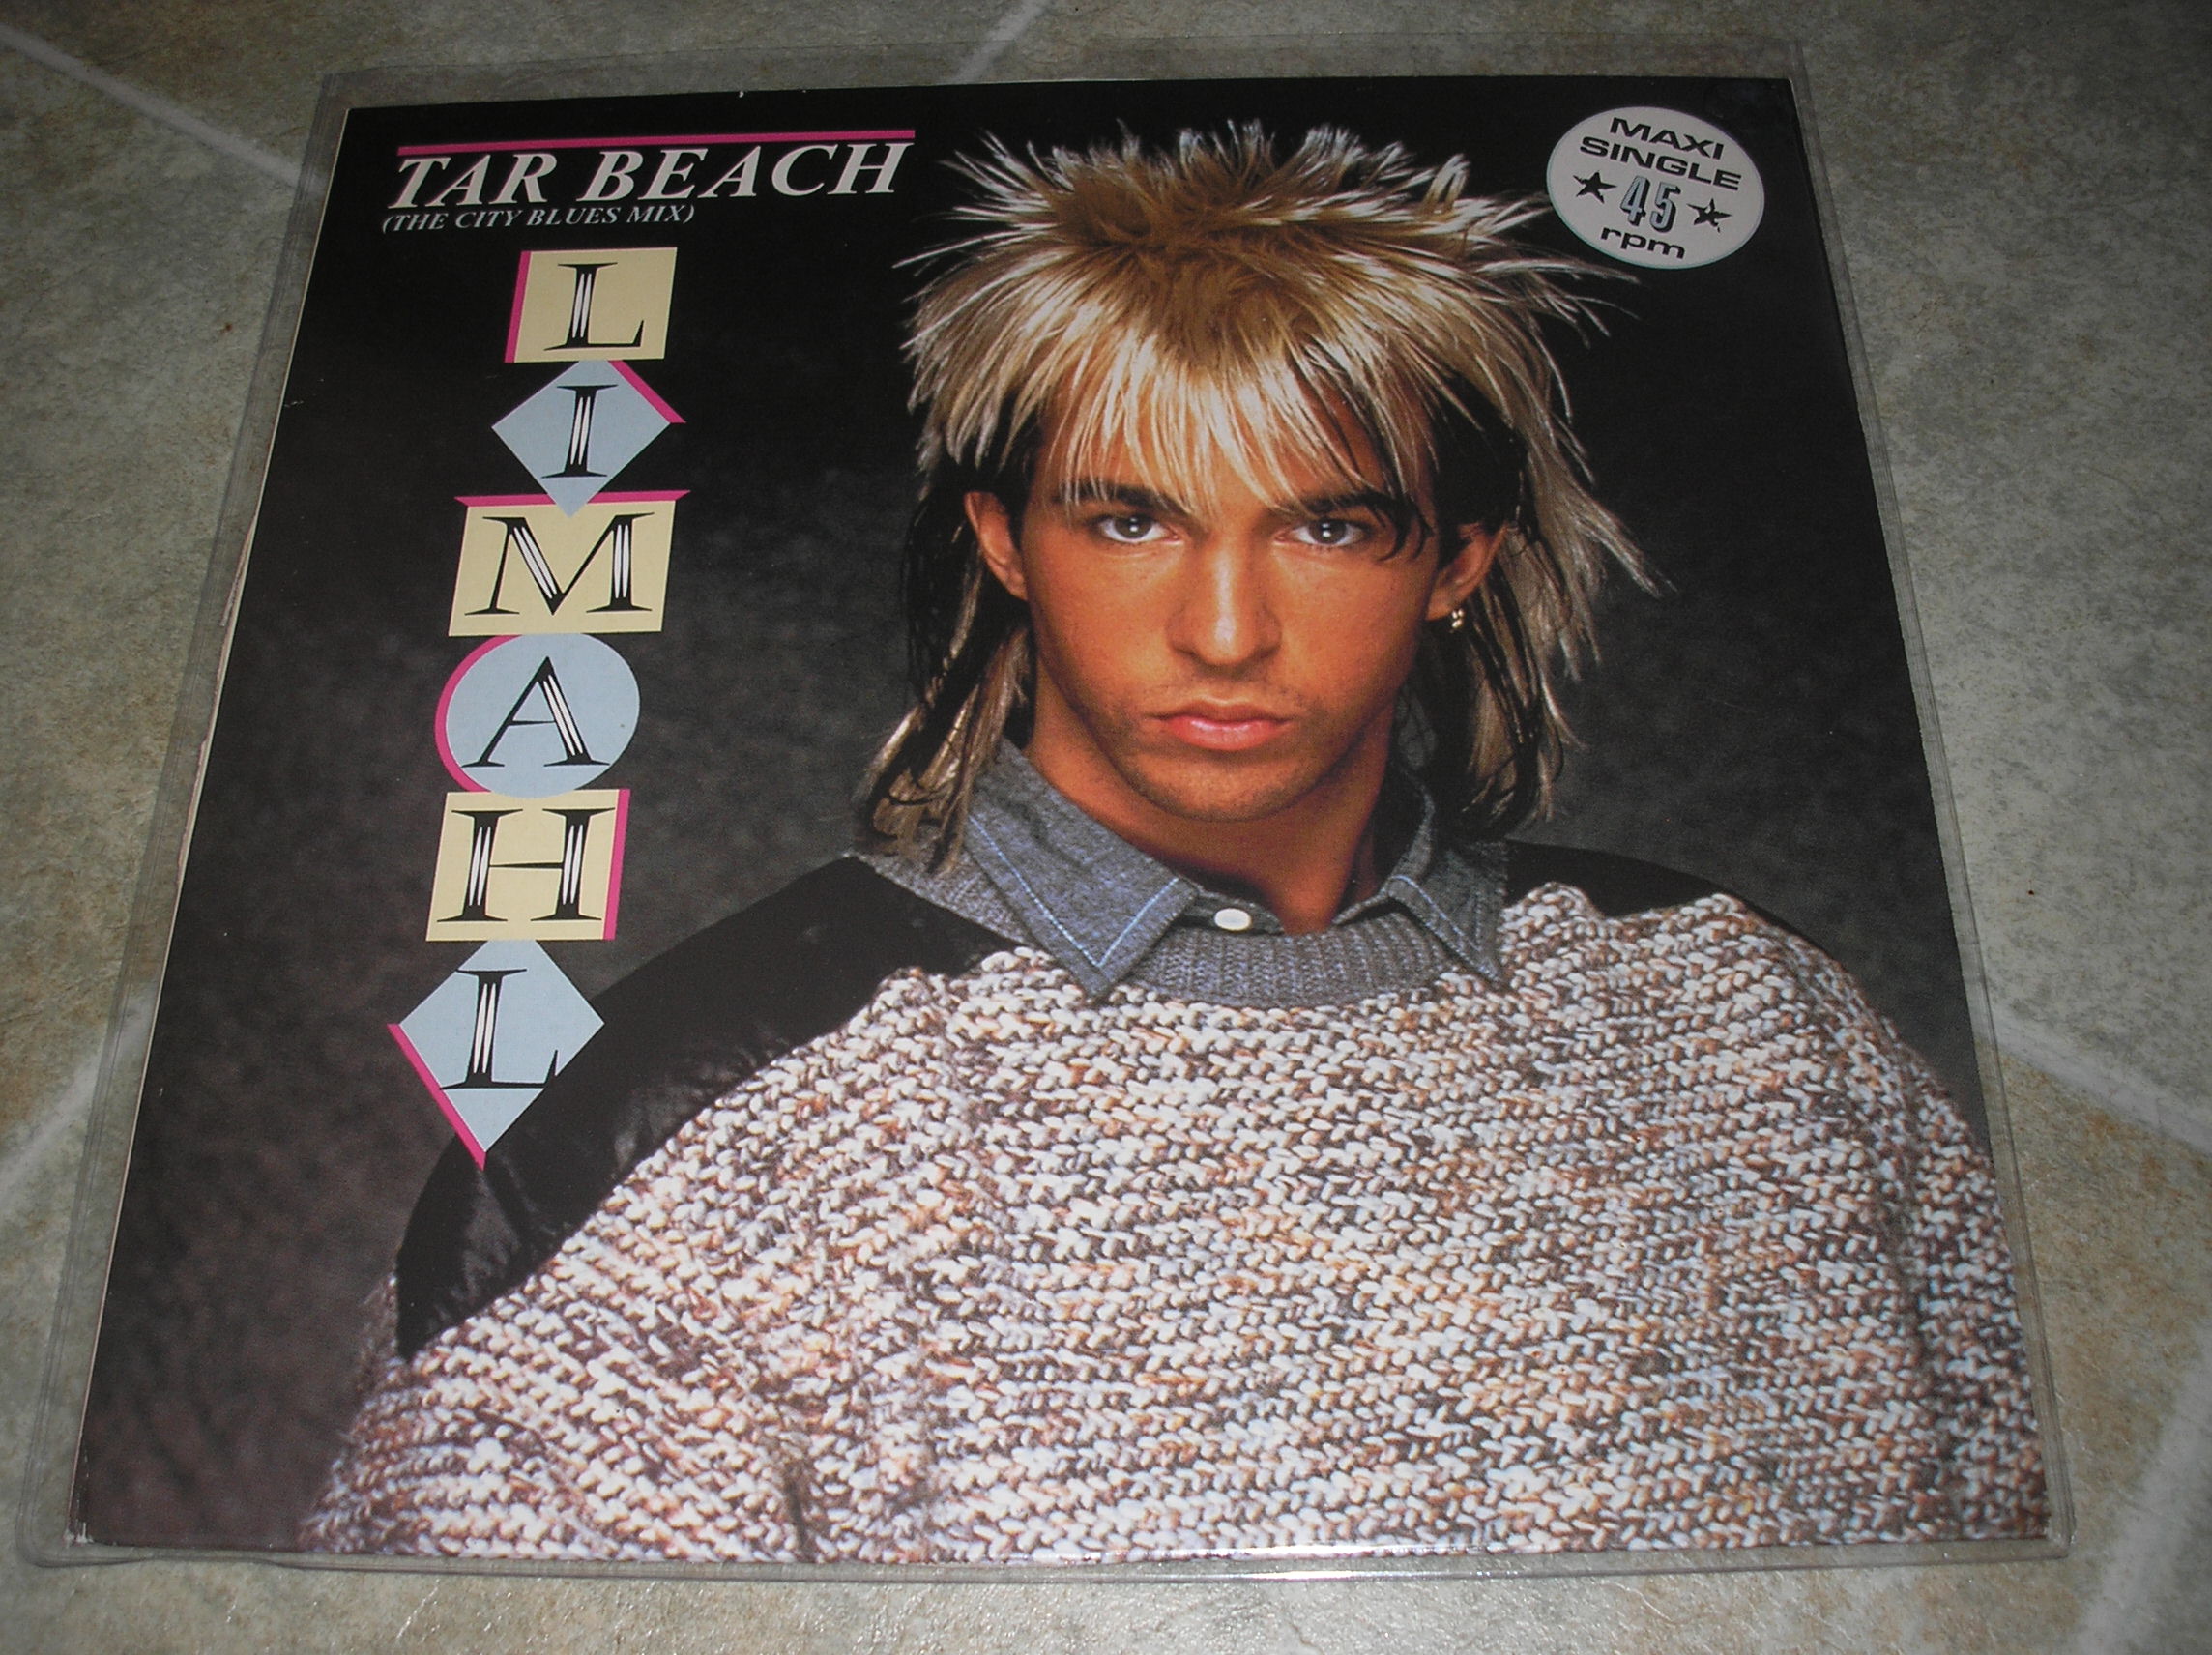 TAR BEACH
(THE CITY BLUES MIX)
LIMAHL
MAXI
SINGLE
★ 45 ★
rpm